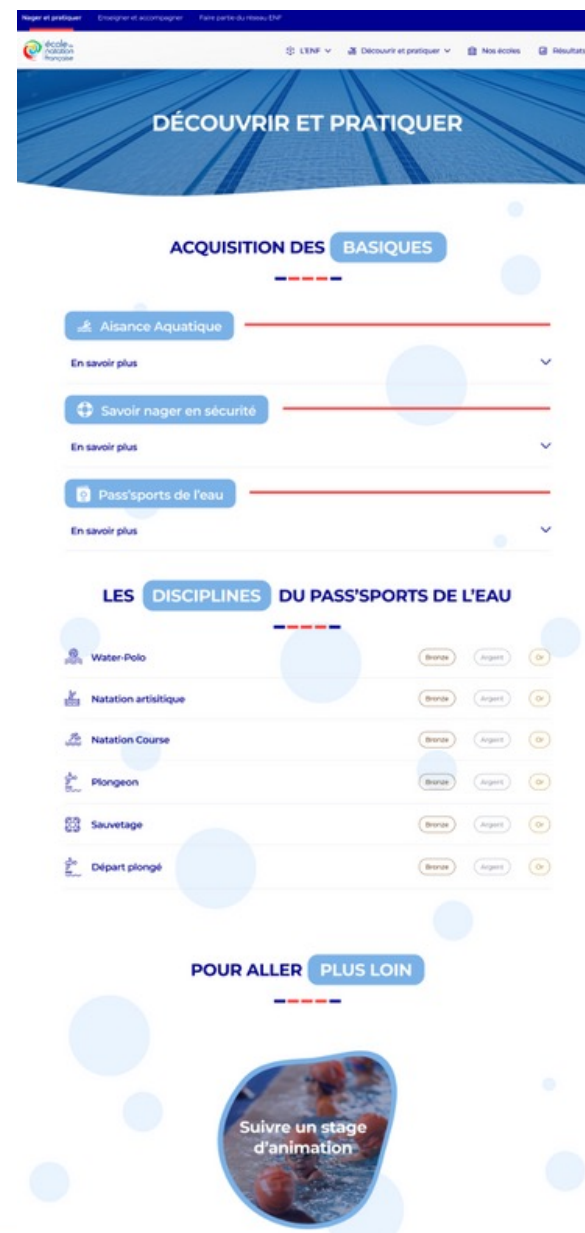 Nager et pratiquer Enseigner et accompagner Faire partie du réseau ENF
école de natation française
L'ENF Découvrir et pratiquer Nos écoles Résultats
DÉCOUVRIR ET PRATIQUER
ACQUISITION DES BASIQUES
Aisance Aquatique
En savoir plus
Savoir nager en sécurité
En savoir plus
Pass'sports de l'eau
En savoir plus
LES DISCIPLINES DU PASS'SPORTS DE L'EAU
Water-Polo Bronze Argent Or
Natation artisitique Bronze Argent Or
Natation Course Bronze Argent Or
Plongeon Bronze Argent Or
Sauvetage Bronze Argent Or
Départ plongé Bronze Argent Or
POUR ALLER PLUS LOIN
Suivre un stage
d'animation